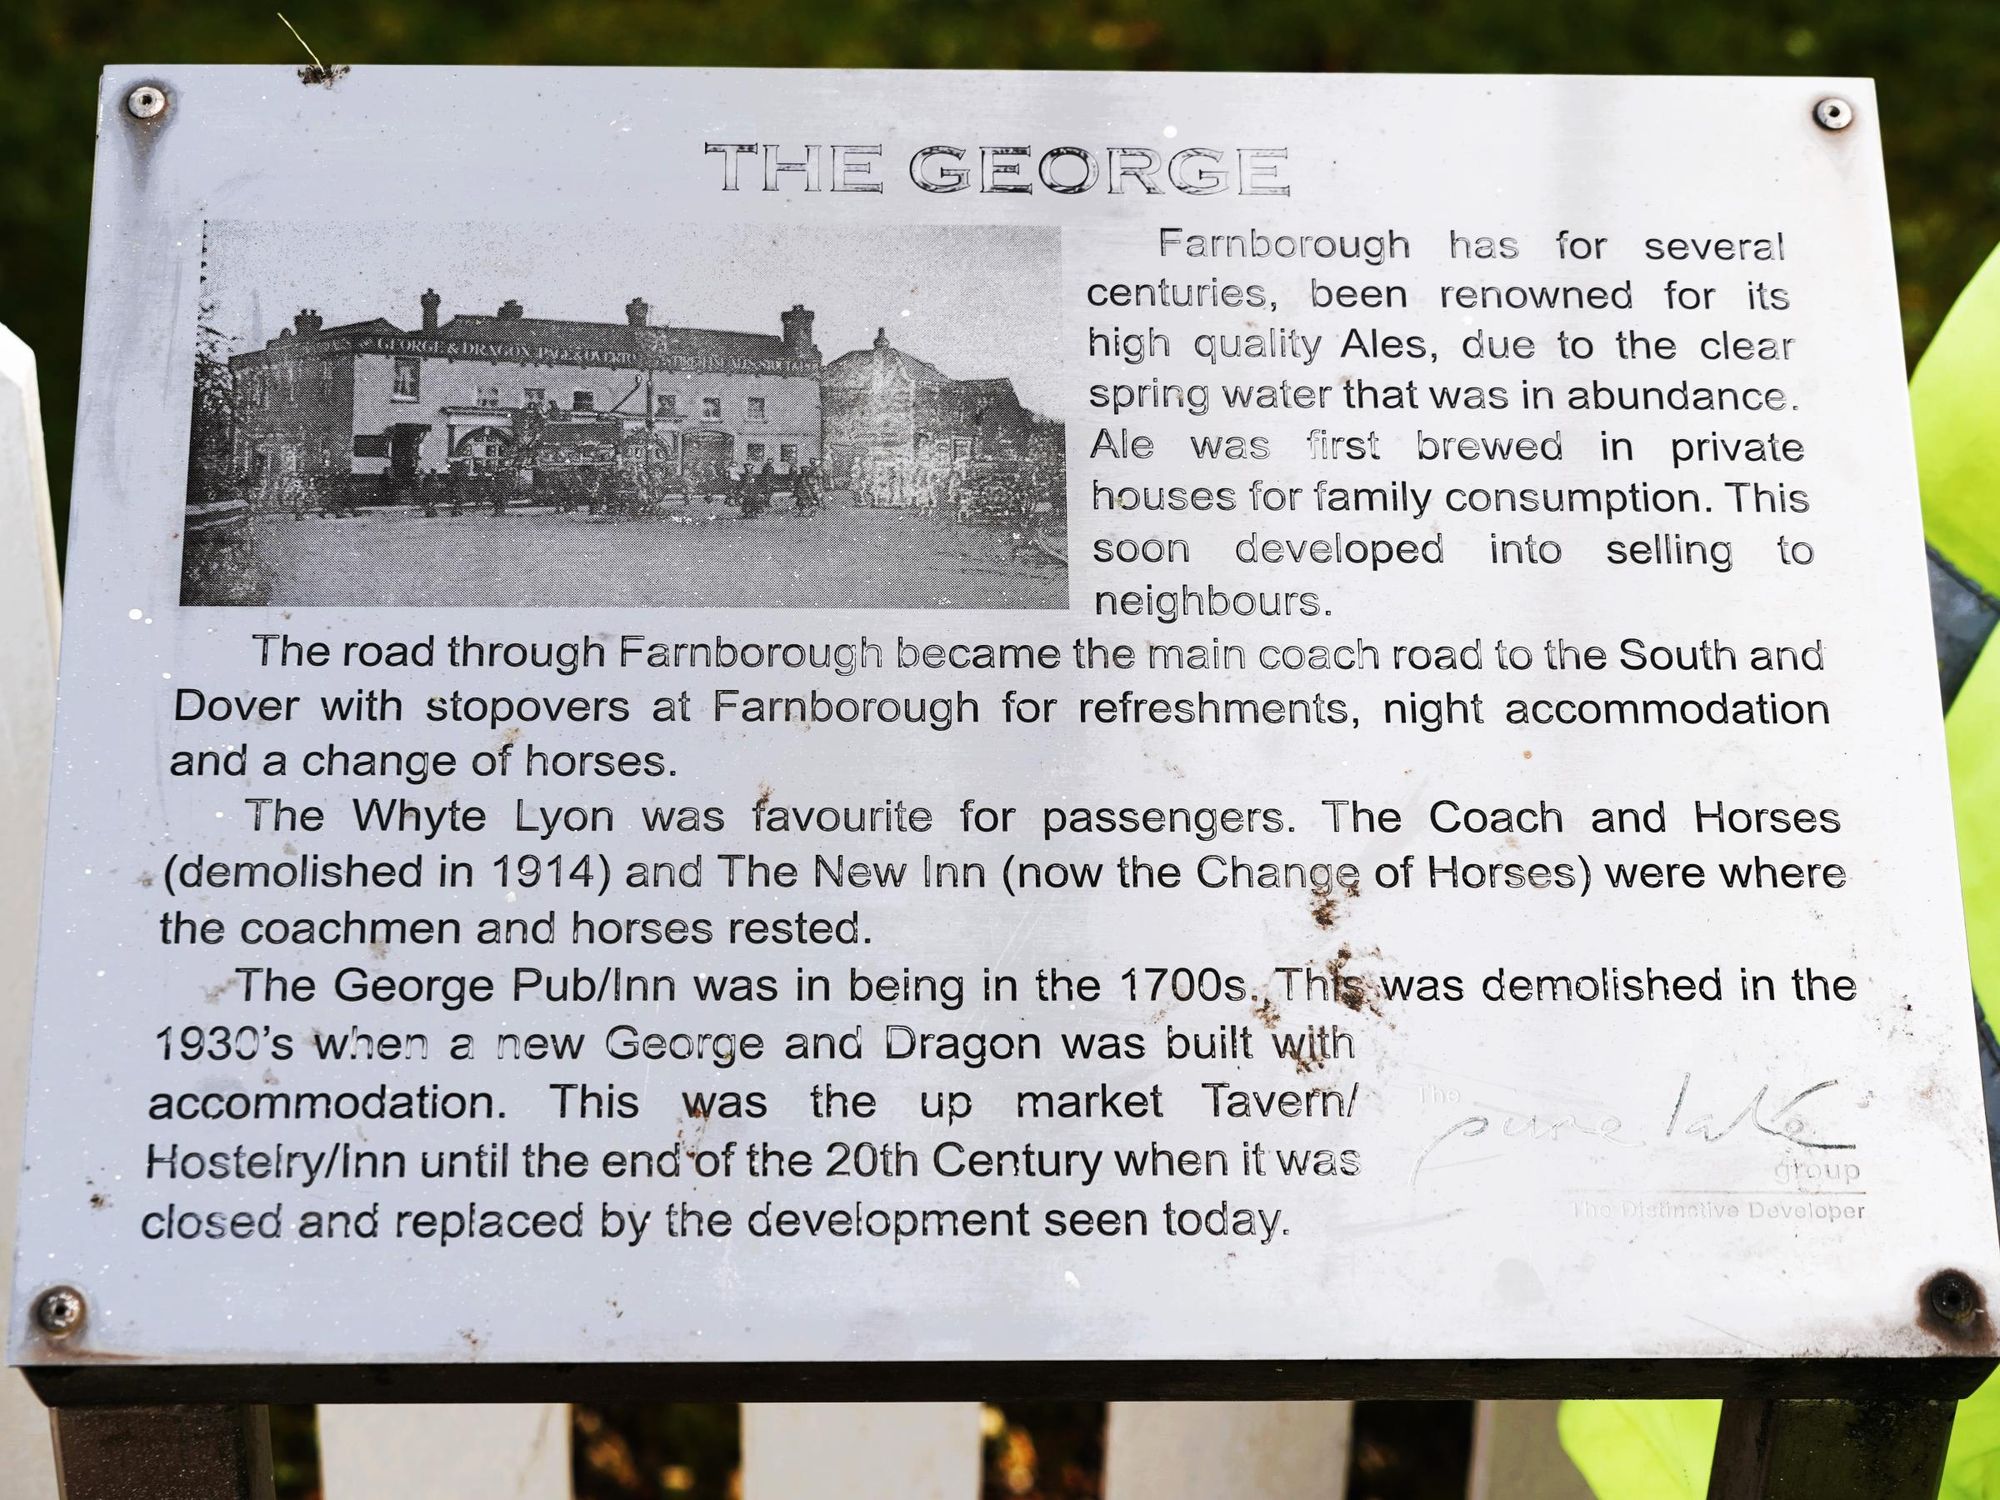 THE GEORGE
GEORGE & DRAGON
Farnborough has for several
centuries, been renowned for its
high quality Ales, due to the clear
spring water that was in abundance.
Ale was first brewed in private
houses for family consumption. This
soon developed into selling to
neighbours.
The road through Farnborough became the main coach road to the South and
Dover with stopovers at Farnborough for refreshments, night accommodation
and a change of horses.
The Whyte Lyon was favourite for passengers. The Coach and Horses
(demolished in 1914) and The New Inn (now the Change of Horses) were where
the coachmen and horses rested.
The George Pub/Inn was in being in the 1700s. This was demolished in the
1930's when a new George and Dragon was built with
accommodation. This was the up market Tavern/
Hostelry/Inn until the end of the 20th Century when it was
closed and replaced by the development seen today.
The
pure lake
group
The Distinctive Developer